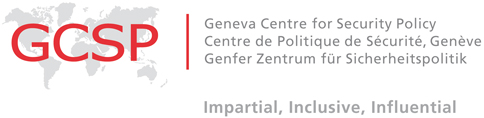 GCSP
Geneva Centre for Security Policy
Centre de Politique de Sécurité, Genève
Genfer Zentrum für Sicherheitspolitik
Impartial, Inclusive, Influential